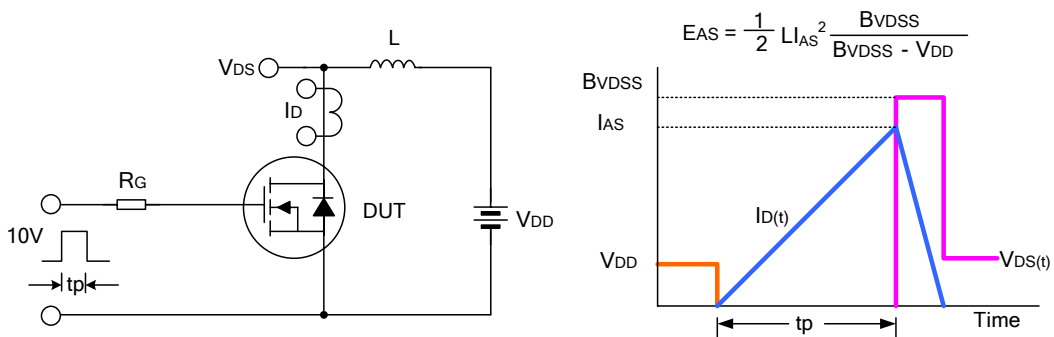 L
VDS
ID
RG
DUT
10V
VDD
tp
EAS = 1/2 LIAS² BVDSS / BVDSS - VDD
BVDSS
IAS
ID(t)
VDD
VDS(t)
tp
Time